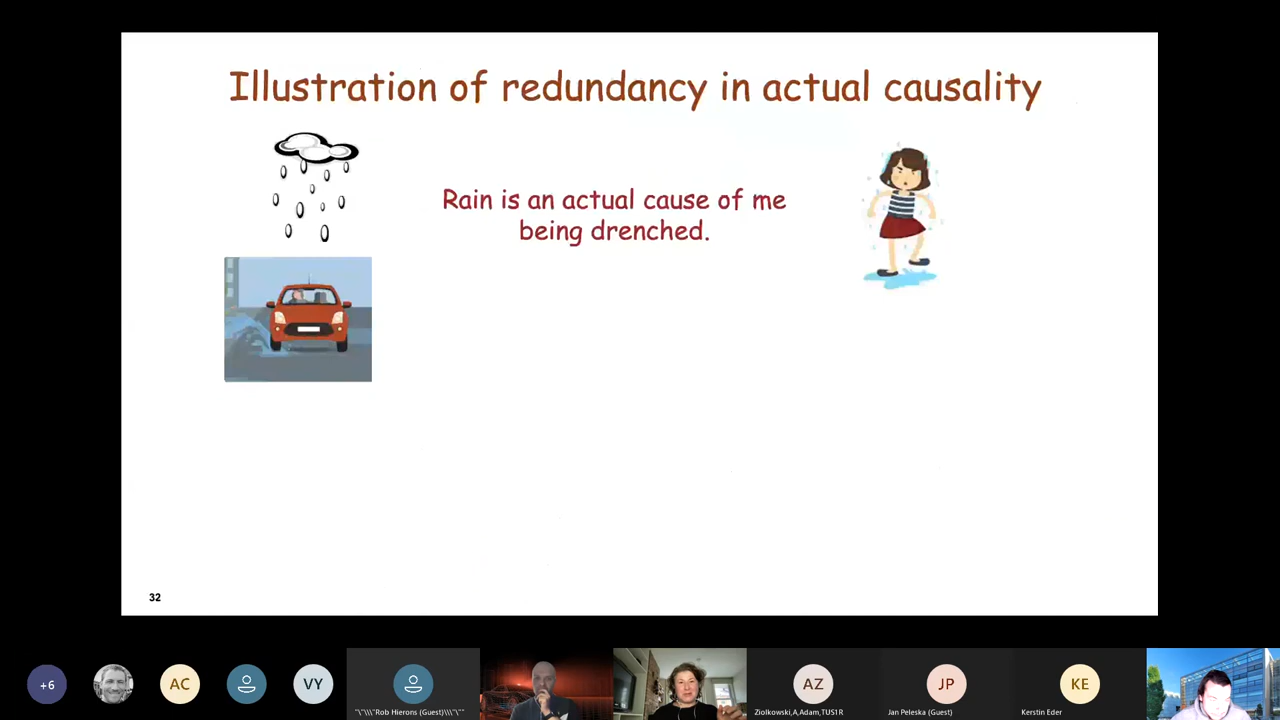 Illustration of redundancy in actual causality
Rain is an actual cause of me
being drenched.
32
+6
AC
VY
"\"\\\"Rob Hierons (Guest)\\\"\""
AZ
Ziolkowski,A,Adam,TUS1R
JP
Jan Peleska (Guest)
KE
Kerstin Eder